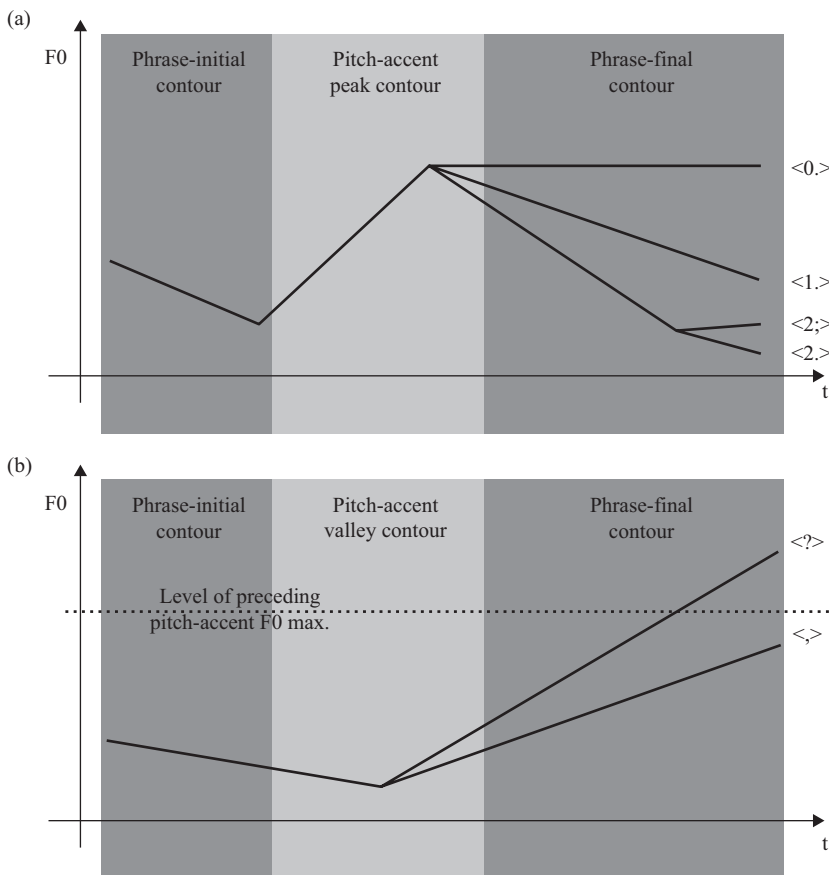 (a)
F0
Phrase-initial
contour
Pitch-accent
peak contour
Phrase-final
contour
<0.>
<1.>
<2;>
<2.>
t
(b)
F0
Phrase-initial
contour
Pitch-accent
valley contour
Phrase-final
contour
<?>
Level of preceding
pitch-accent F0 max.
<,>
t